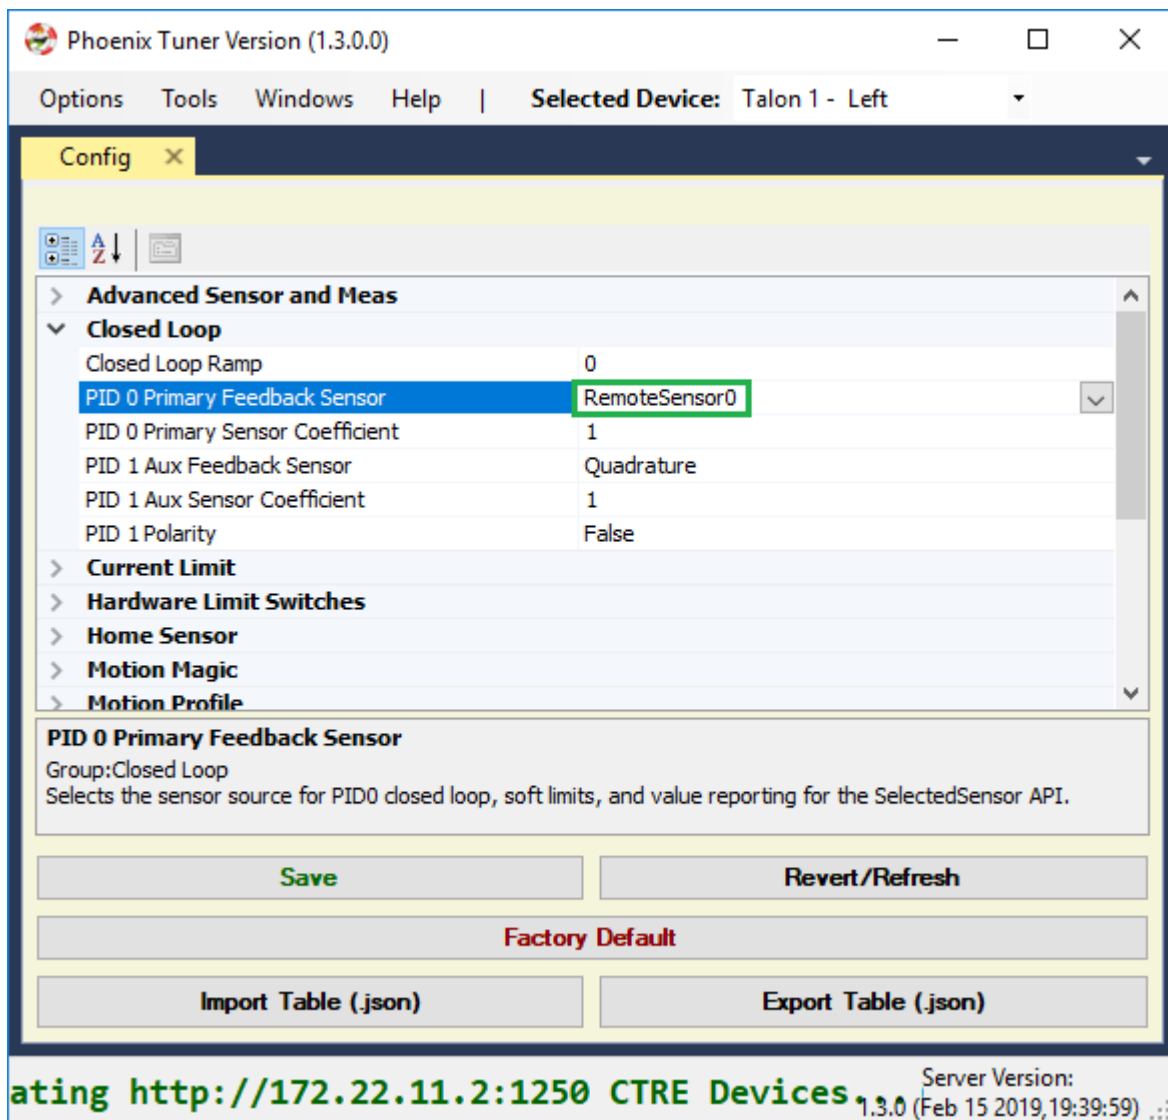 Phoenix Tuner Version (1.3.0.0)
Options Tools Windows Help | Selected Device: Talon 1 - Left
Config
Advanced Sensor and Meas
Closed Loop
Closed Loop Ramp 0
PID 0 Primary Feedback Sensor RemoteSensor0
PID 0 Primary Sensor Coefficient 1
PID 1 Aux Feedback Sensor Quadrature
PID 1 Aux Sensor Coefficient 1
PID 1 Polarity False
Current Limit
Hardware Limit Switches
Home Sensor
Motion Magic
Motion Profile
PID 0 Primary Feedback Sensor
Group:Closed Loop
Selects the sensor source for PID0 closed loop, soft limits, and value reporting for the SelectedSensor API.
Save Revert/Refresh
Factory Default
Import Table (.json) Export Table (.json)
ating http://172.22.11.2:1250 CTRE Devices...
Server Version:
1.3.0 (Feb 15 2019,19:39:59)